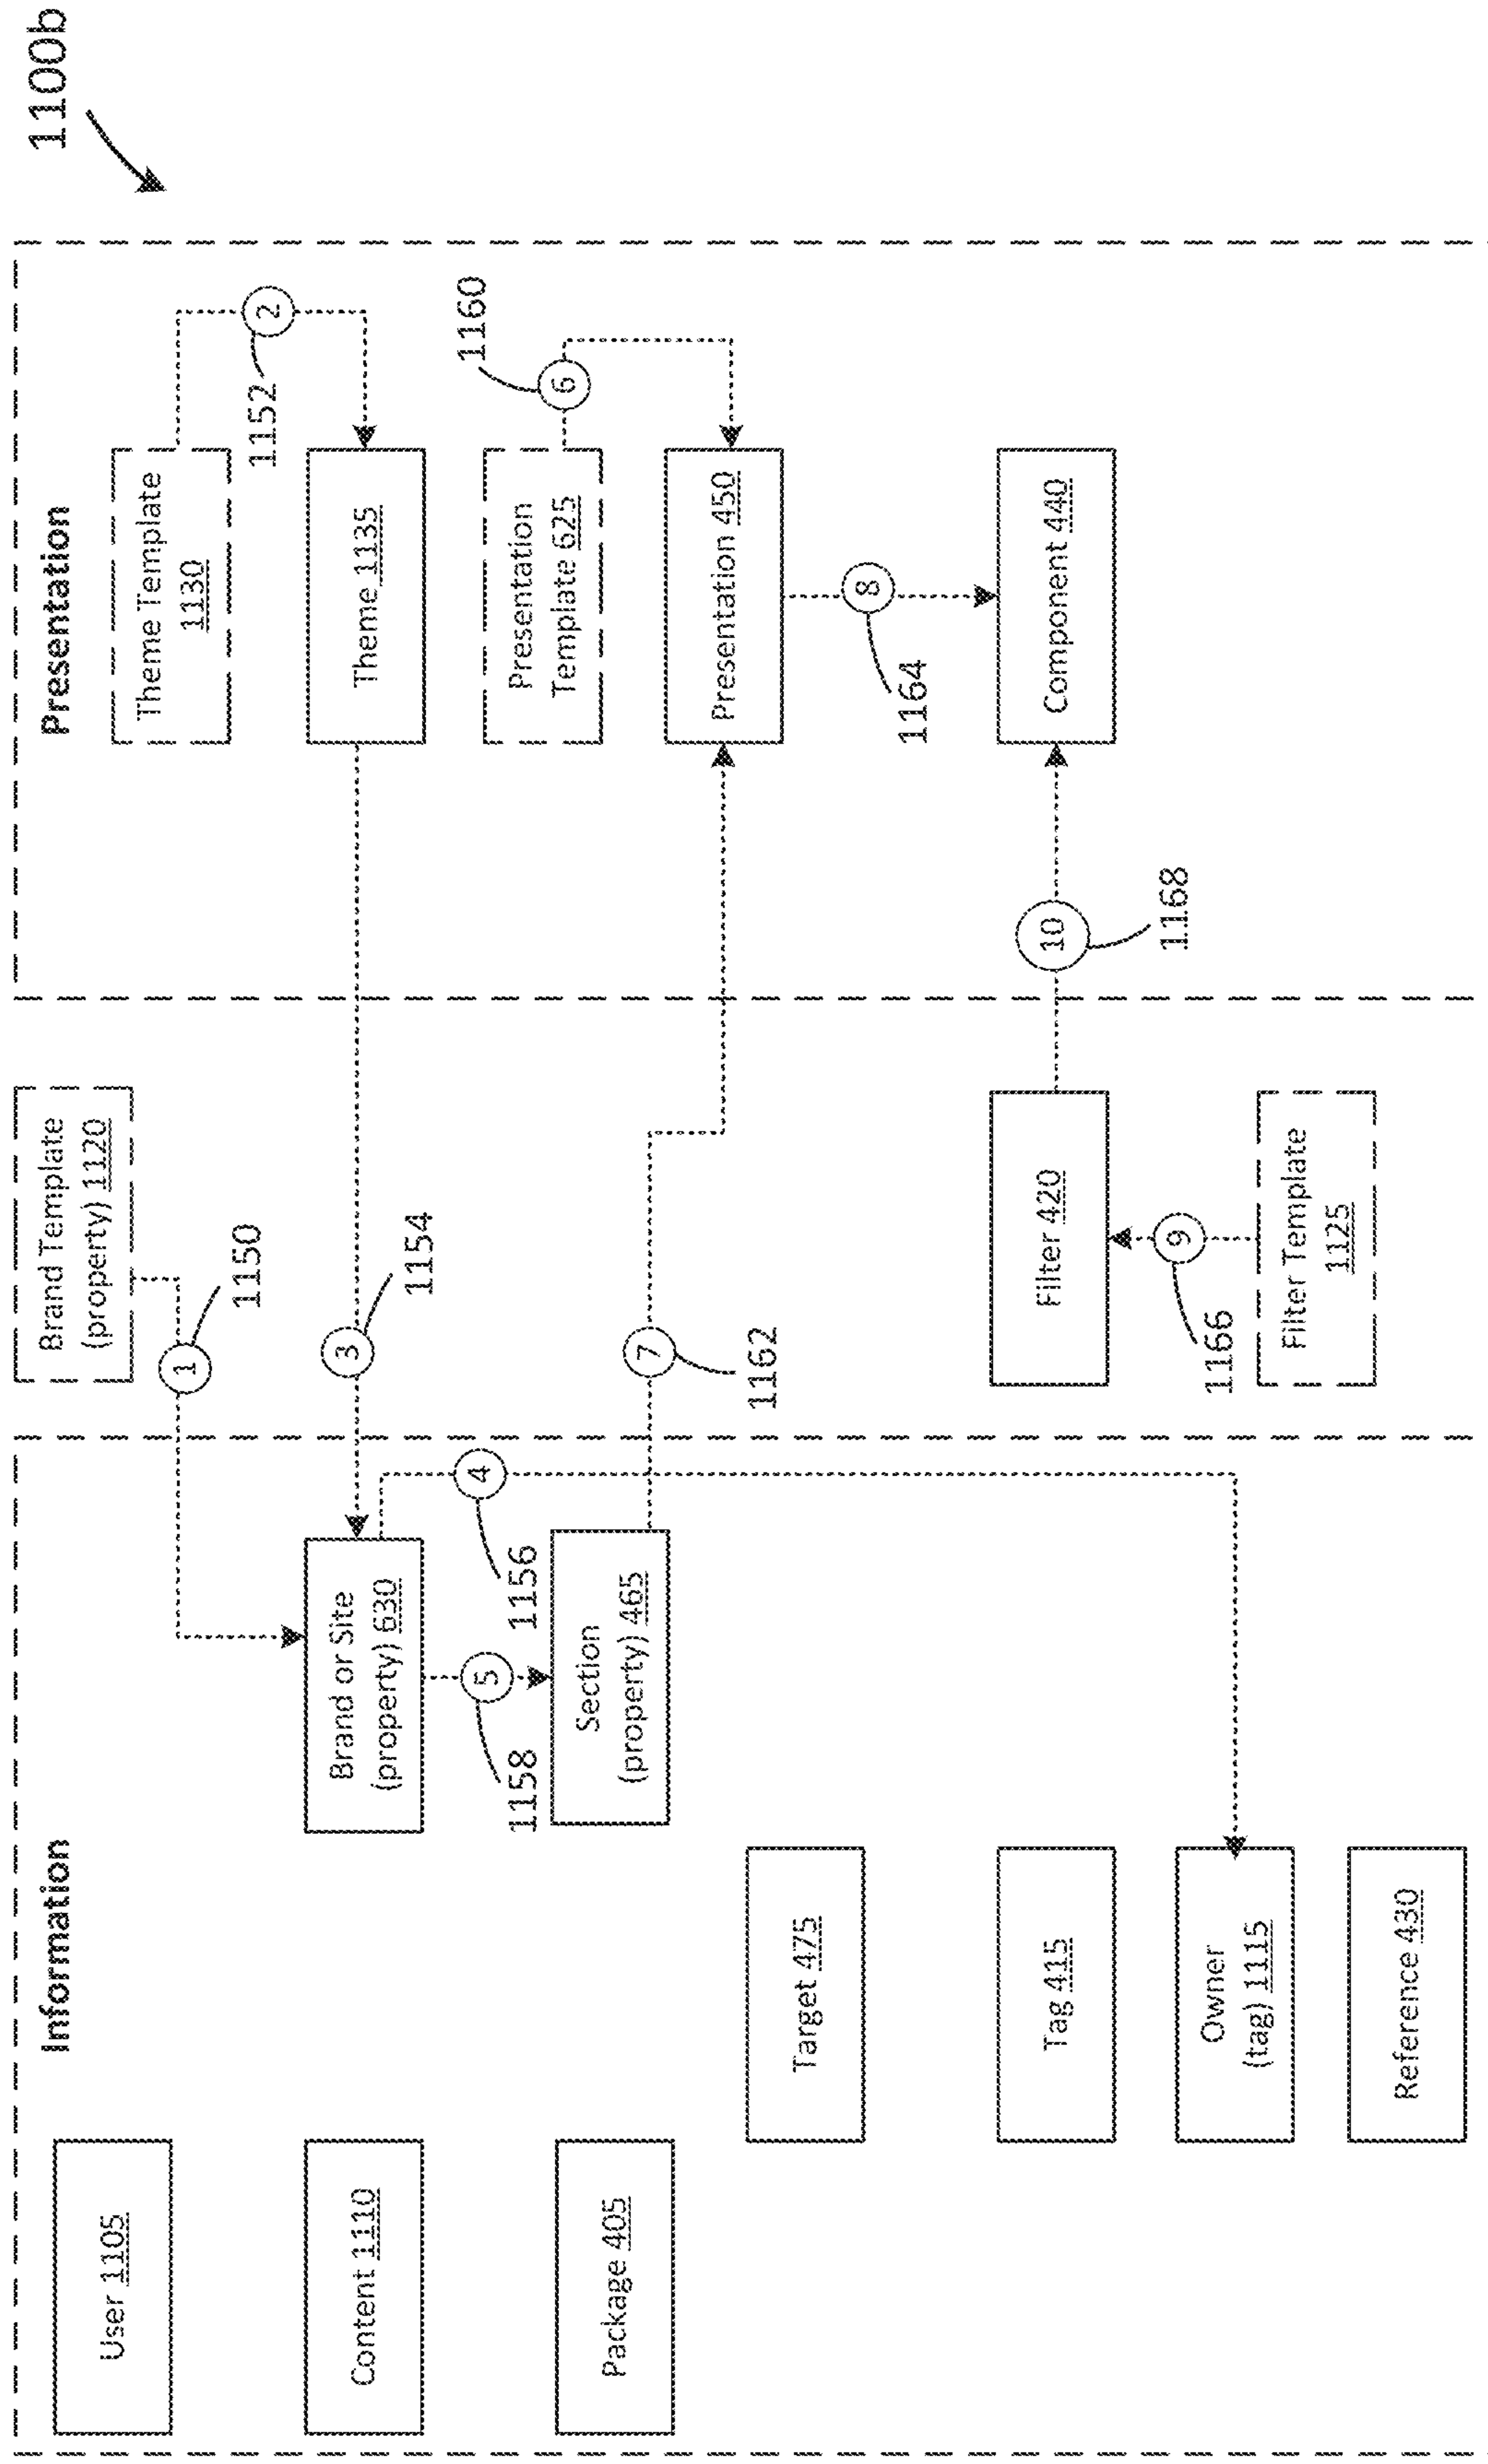 1100b
Information
Presentation
User 1105
Content 1110
Package 405
Brand or Site
(property) 630
Section
(property) 465
Target 475
Tag 415
Owner
(tag) 1115
Reference 430
Brand Template
(property) 1120
Filter 420
Filter Template
1125
Theme Template
1130
Theme 1135
Presentation
Template 625
Presentation 450
Component 440
1
1150
2
1152
3
1154
4
1156
5
1158
6
1160
7
1162
8
1164
9
1166
10
1168